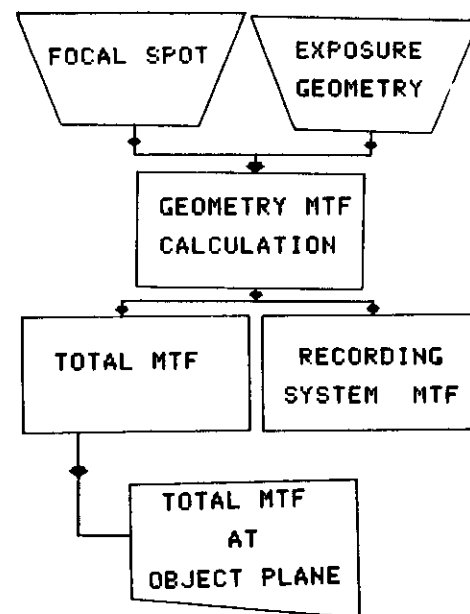 FOCAL SPOT
EXPOSURE
GEOMETRY
GEOMETRY MTF
CALCULATION
TOTAL MTF
RECORDING
SYSTEM MTF
TOTAL MTF
AT
OBJECT PLANE